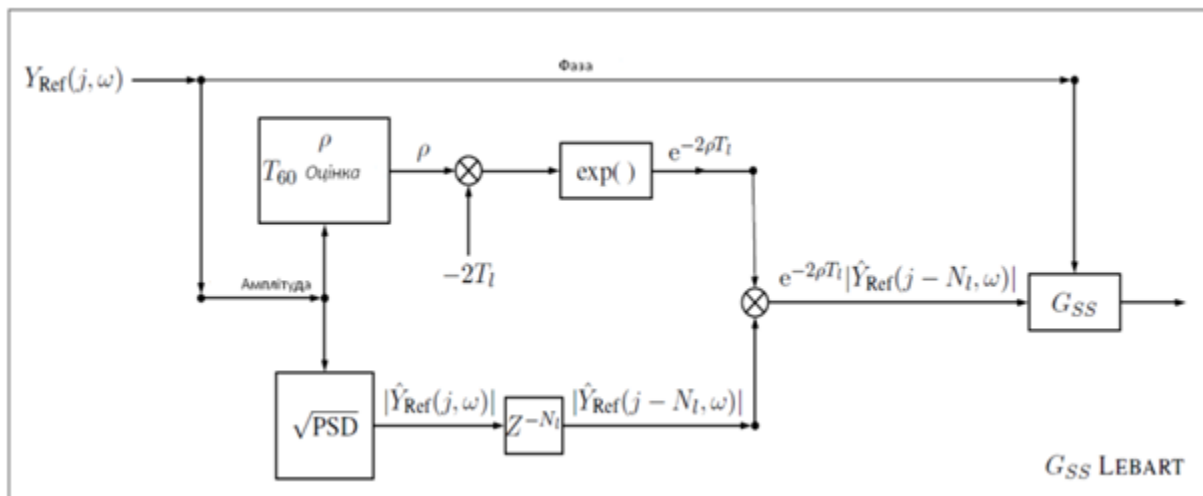 Фаза
Y_Ref(j, ω)
ρ
T_60 Оцінка
ρ
exp( )
e^{-2ρT_l}
−2T_l
Амплітуда
e^{-2ρT_l}|Ŷ_Ref(j − N_l, ω)|
G_SS
√PSD
|Ŷ_Ref(j, ω)|
Z^{-N_l}
|Ŷ_Ref(j − N_l, ω)|
G_SS LEBART